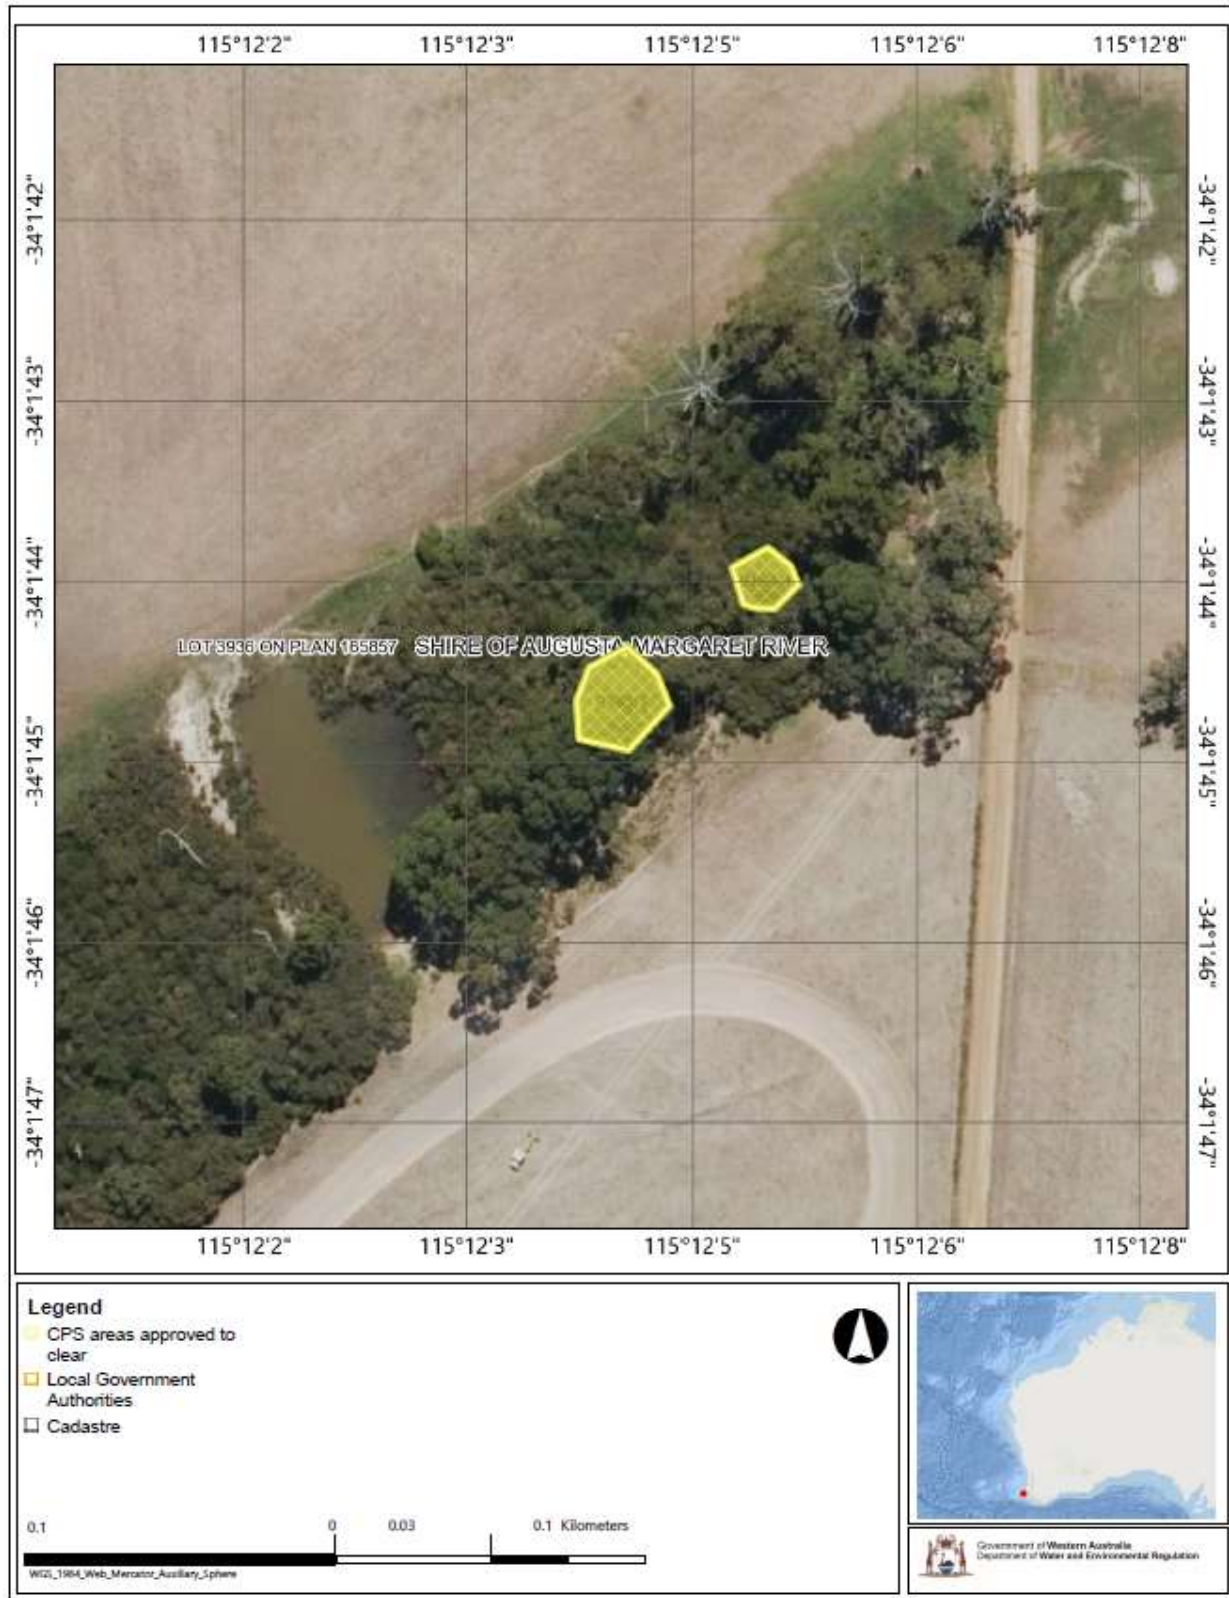 115°12'2" 115°12'3" 115°12'5" 115°12'6" 115°12'8"
-34°1'42" -34°1'42"
-34°1'43" -34°1'43"
-34°1'44" -34°1'44"
LOT 3936 ON PLAN 165857 SHIRE OF AUGUSTA-MARGARET RIVER
-34°1'45" -34°1'45"
-34°1'46" -34°1'46"
-34°1'47" -34°1'47"
115°12'2" 115°12'3" 115°12'5" 115°12'6" 115°12'8"
Legend
CPS areas approved to
clear
Local Government
Authorities
Cadastre
0.1 0 0.03 0.1 Kilometers
WGS_1984_Web_Mercator_Auxiliary_Sphere
Government of Western Australia
Department of Water and Environmental Regulation